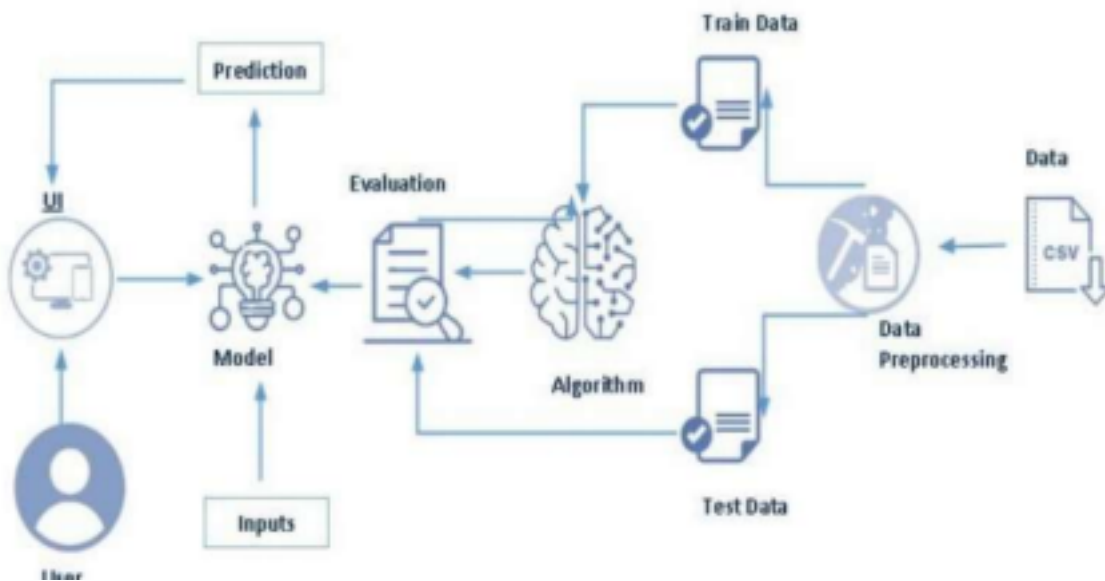 Train Data
Prediction
Data
Evaluation
UI
CSV
Model
Data
Preprocessing
Algorithm
Test Data
Inputs
User